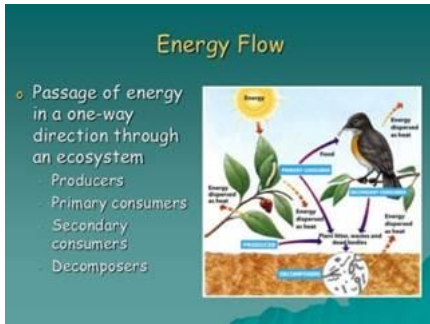 Energy Flow
Passage of energy
in a one-way
direction through
an ecosystem
Producers
Primary consumers
Secondary
consumers
Decomposers
Energy
Energy
dispersed
as heat
Food
PRIMARY CONSUMER
SECONDARY CONSUMER
Energy
dispersed
as heat
Energy
dispersed
as heat
Plant litter, wastes and
dead bodies
Energy
dispersed
as heat
PRODUCER
DECOMPOSERS